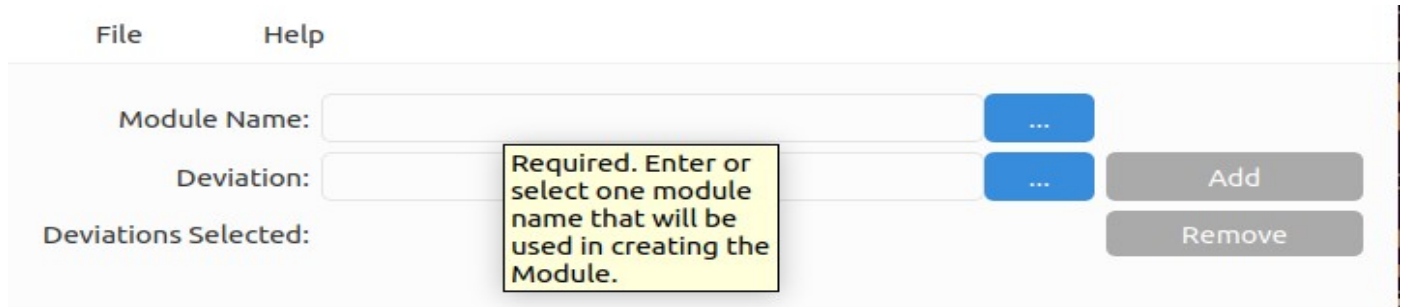 File Help
Module Name: ...
Deviation: ... Add
Deviations Selected: Remove
Required. Enter or
select one module
name that will be
used in creating the
Module.